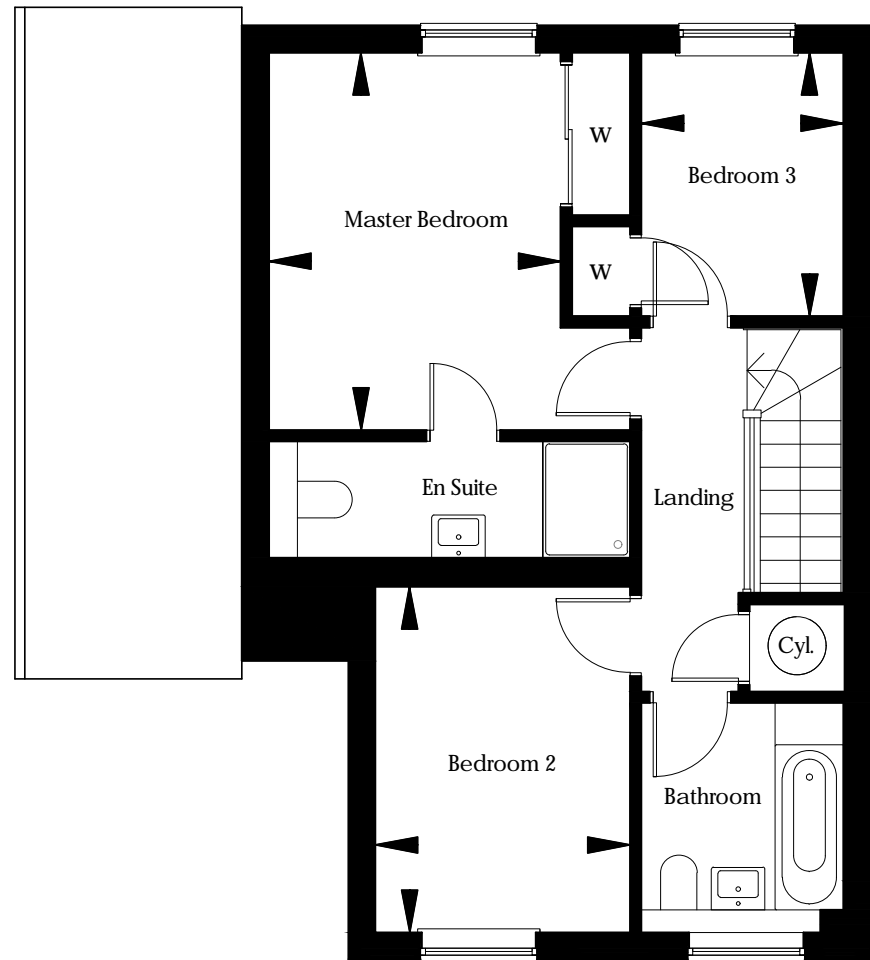 W
Bedroom 3
Master Bedroom
W
En Suite
Landing
Cyl.
Bedroom 2
Bathroom